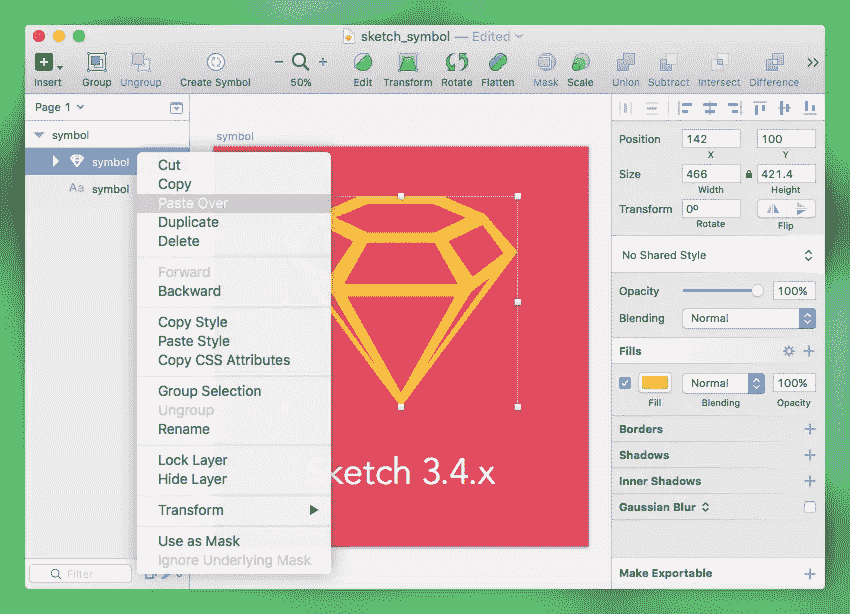 sketch_symbol — Edited
Insert
Group
Ungroup
Create Symbol
50%
Edit
Transform
Rotate
Flatten
Mask
Scale
Union
Subtract
Intersect
Difference
Page 1
symbol
symbol
Aa symbol
Filter
symbol
Cut
Copy
Paste Over
Duplicate
Delete
Forward
Backward
Copy Style
Paste Style
Copy CSS Attributes
Group Selection
Ungroup
Rename
Lock Layer
Hide Layer
Transform
Use as Mask
Ignore Underlying Mask
Sketch 3.4.x
Position 142 100
X Y
Size 466 421.4
Width Height
Transform 0º
Rotate Flip
No Shared Style
Opacity 100%
Blending Normal
Fills
Normal 100%
Fill Blending Opacity
Borders
Shadows
Inner Shadows
Gaussian Blur
Make Exportable